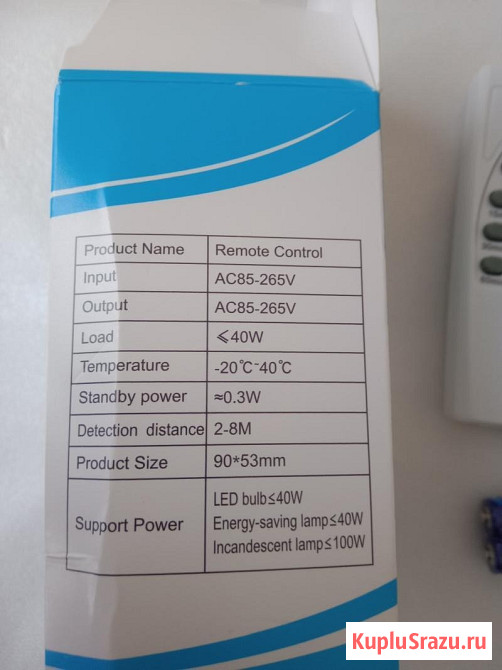 Product Name Remote Control
Input AC85-265V
Output AC85-265V
Load ⩽40W
Temperature -20℃~40℃
Standby power ≈0.3W
Detection distance 2-8M
Product Size 90*53mm
Support Power
LED bulb≤40W
Energy-saving lamp≤40W
Incandescent lamp≤100W
KupluSrazu.ru